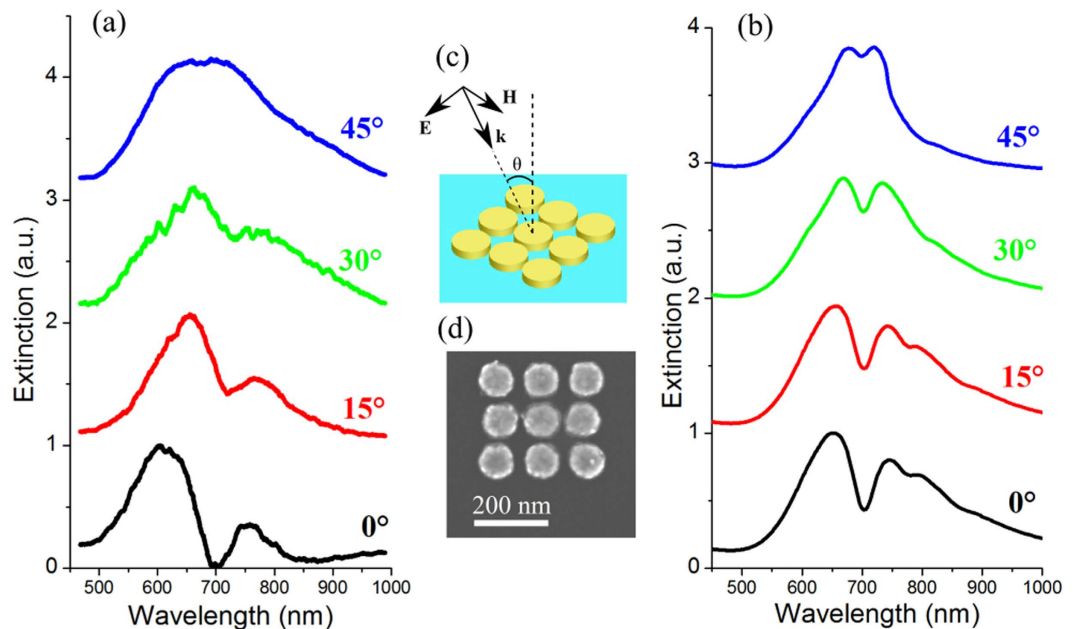 (a)
Extinction (a.u.)
4
3
2
1
0
45°
30°
15°
0°
500 600 700 800 900 1000
Wavelength (nm)
(c)
E
H
k
θ
(d)
200 nm
(b)
Extinction (a.u.)
4
3
2
1
0
45°
30°
15°
0°
500 600 700 800 900 1000
Wavelength (nm)